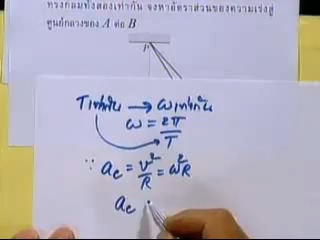 ทรงกลมทั้งสองเท่ากัน จงหาอัตราส่วนของความเร่งสู่
ศูนย์กลางของ A ต่อ B
P
T เท่ากัน → ω เท่ากัน
ω = 2π/T
∵ a_c = v²/R = ω²R
a_c